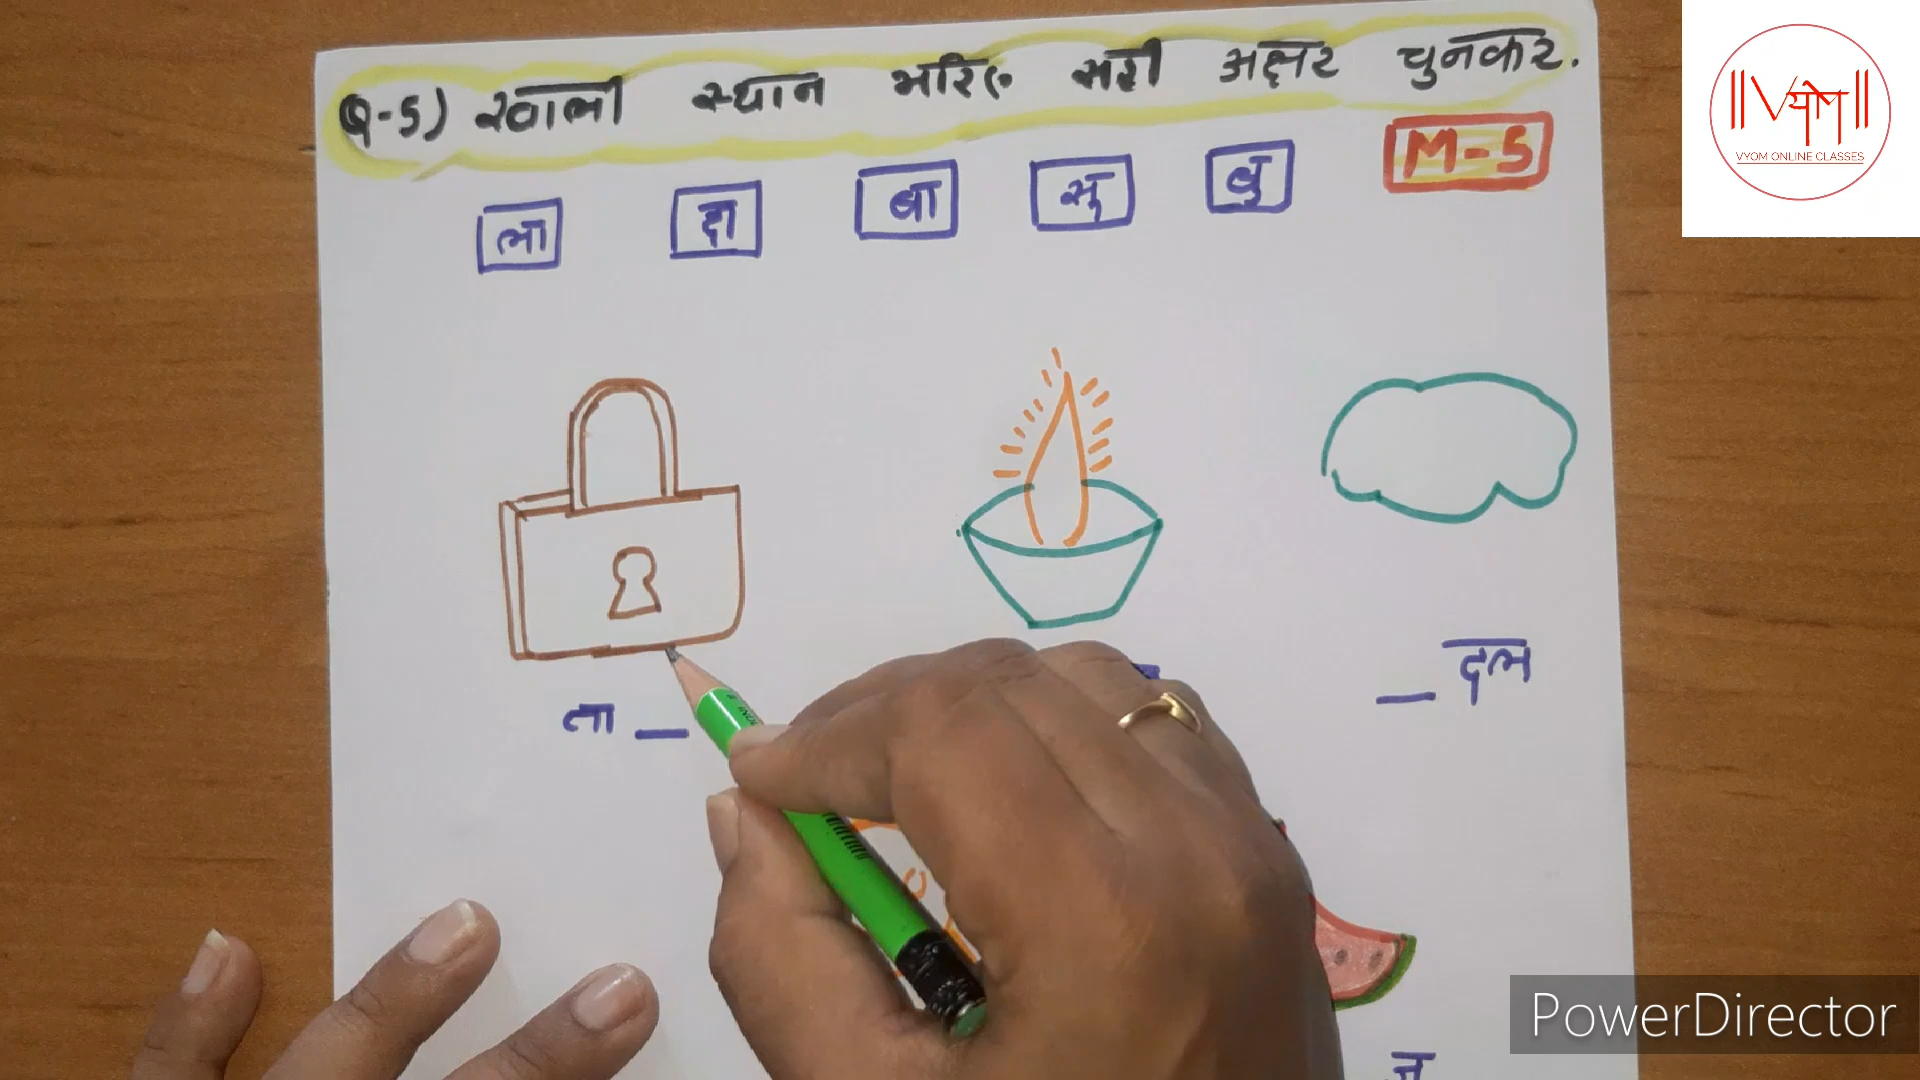 Q-5) खाली स्थान भरिए सही अक्षर चुनकर.
M-5
ला द्दा बा सू बु
ता _
_ दल
ज
||व्योम||
VYOM ONLINE CLASSES
PowerDirector